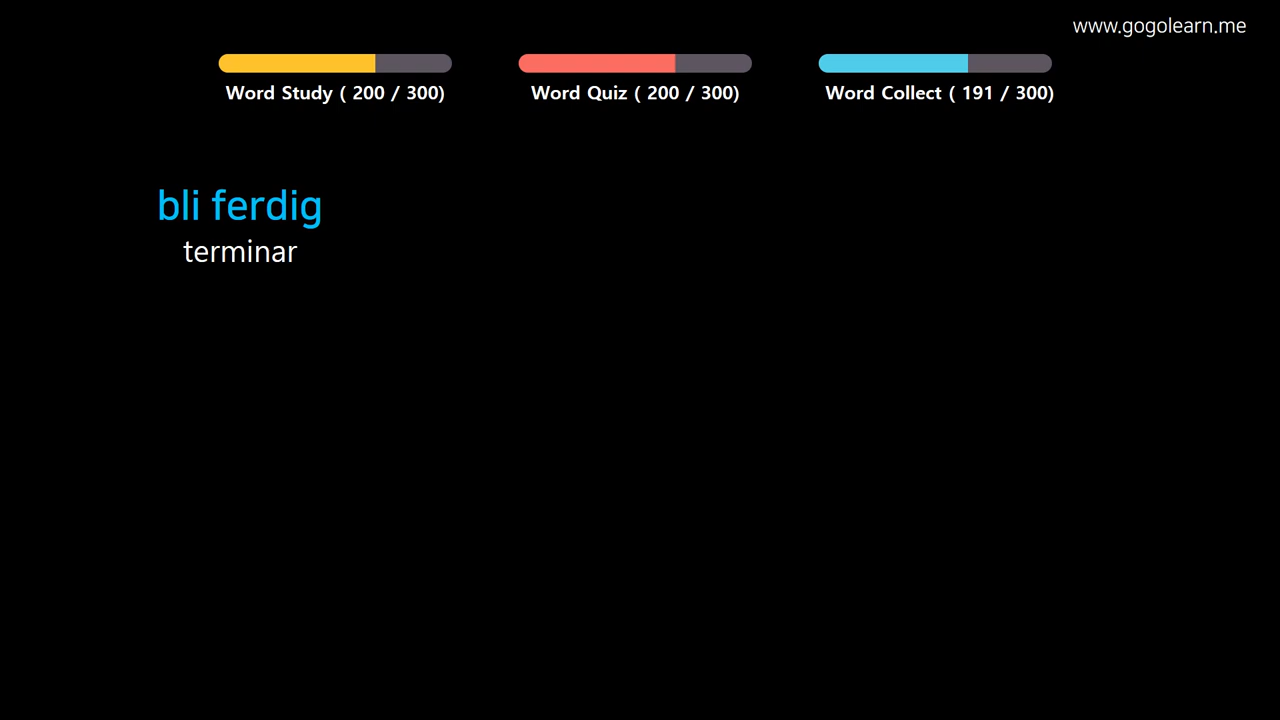 www.gogolearn.me
Word Study ( 200 / 300)
Word Quiz ( 200 / 300)
Word Collect ( 191 / 300)
bli ferdig
terminar